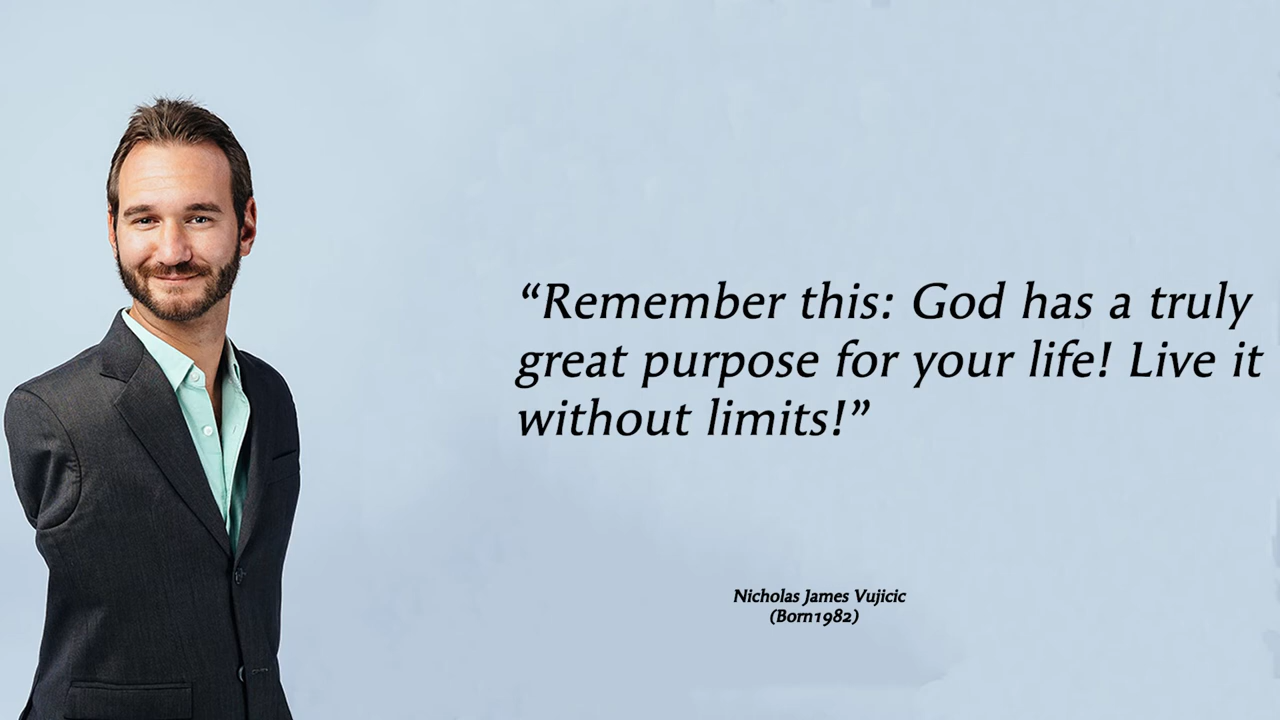 “Remember this: God has a truly
great purpose for your life! Live it
without limits!”
Nicholas James Vujicic
(Born1982)